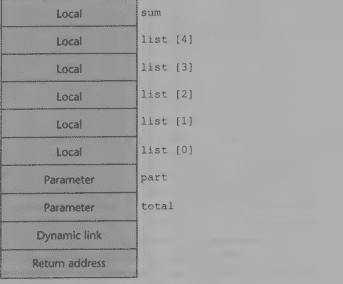 Local sum
Local list [4]
Local list [3]
Local list [2]
Local list [1]
Local list [0]
Parameter part
Parameter total
Dynamic link
Return address